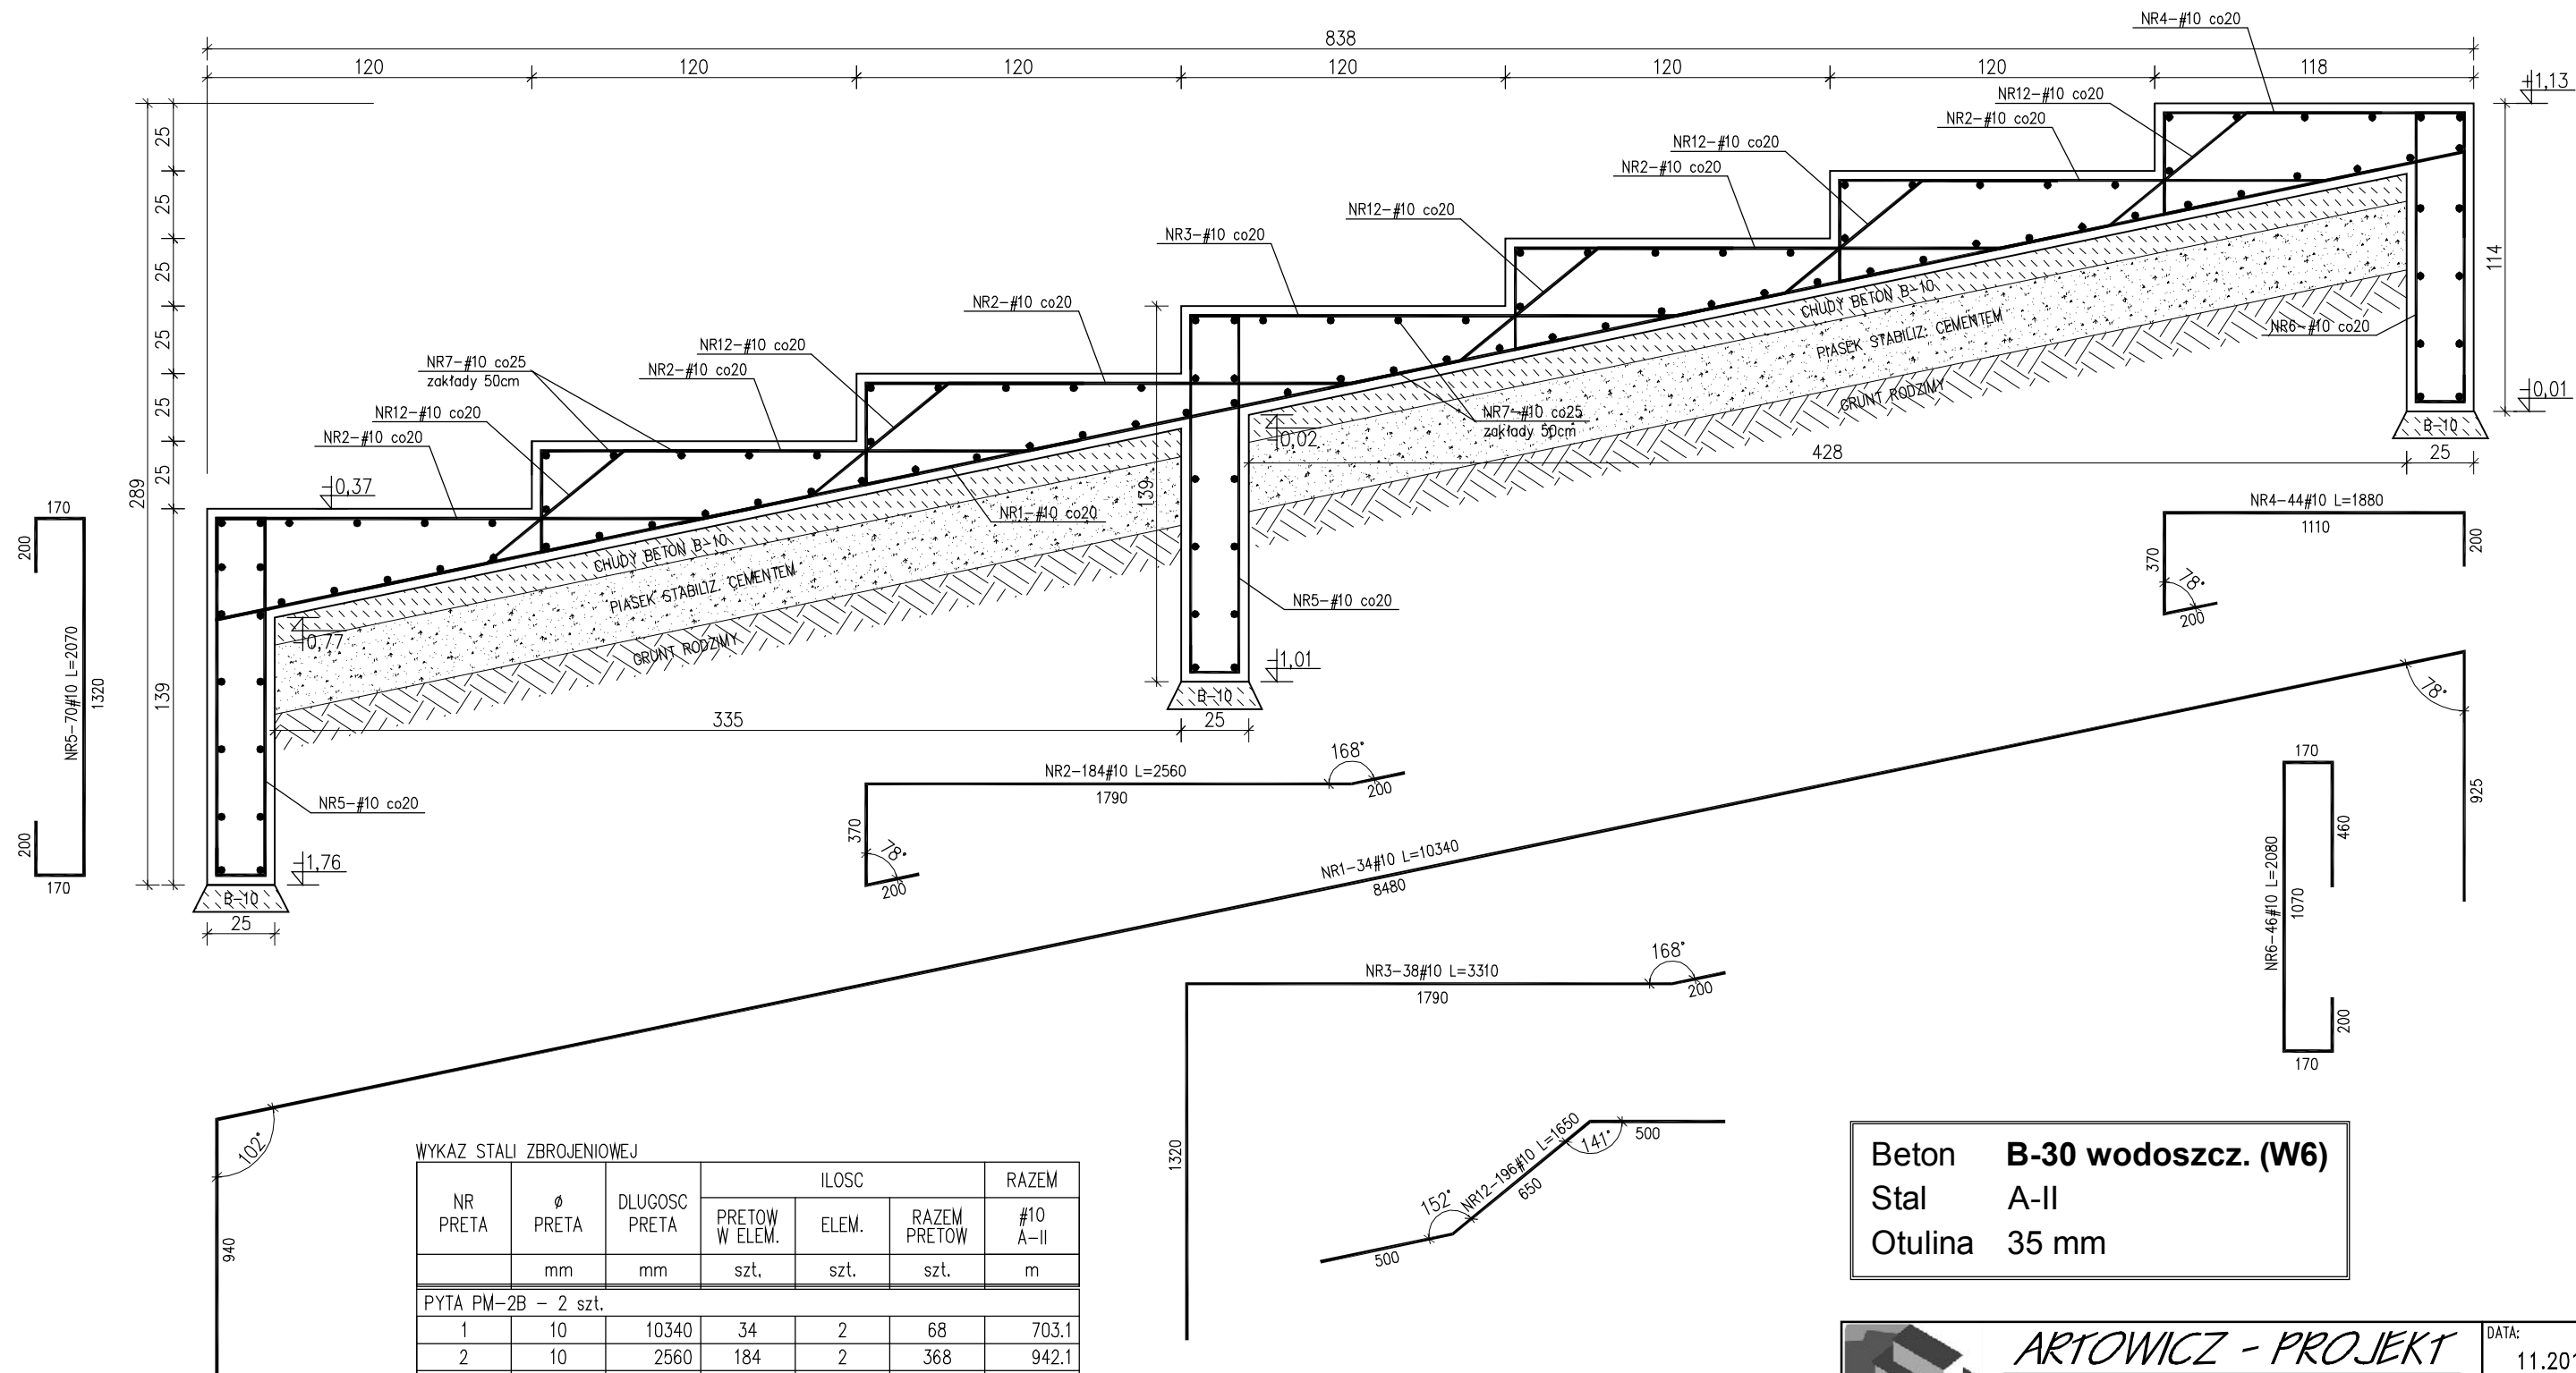 838
120 120 120 120 120 120 118
NR4-#10 co20
+1,13
NR12-#10 co20
NR2-#10 co20
NR12-#10 co20
NR2-#10 co20
NR12-#10 co20
NR3-#10 co20
NR2-#10 co20
NR12-#10 co20
NR2-#10 co20
NR7-#10 co25
zakłady 50cm
NR12-#10 co20
NR2-#10 co20
25
25
25
25
25
25
289
139
-0,37
-0,77
-1,76
B-10
25
NR5-#10 co20
CHUDY BETON B-10
PIASEK STABILIZ. CEMENTEM
GRUNT RODZIMY
335
25
NR1-#10 co20
139
-0,02
NR7-#10 co25
zakłady 50cm
NR5-#10 co20
-1,01
B-10
CHUDY BETON B-10
PIASEK STABILIZ. CEMENTEM
GRUNT RODZIMY
428
25
NR6-#10 co20
114
-0,01
B-10
170
200
NR5-70#10 L=2070
1320
200
170
NR2-184#10 L=2560
1790
168°
200
370
78°
200
NR4-44#10 L=1880
1110
200
370
78°
200
NR1-34#10 L=10340
8480
78°
925
102°
940
NR3-38#10 L=3310
1790
168°
200
1320
170
460
NR6-46#10 L=2080
1070
200
170
NR12-196#10 L=1650
650
141°
500
152°
500
WYKAZ STALI ZBROJENIOWEJ
NR PRETA ø PRETA DLUGOSC PRETA ILOSC RAZEM
PRETOW W ELEM. ELEM. RAZEM PRETOW #10 A-II
mm mm szt. szt. szt. m
PYTA PM-2B - 2 szt.
1 10 10340 34 2 68 703.1
2 10 2560 184 2 368 942.1
Beton B-30 wodoszcz. (W6)
Stal A-II
Otulina 35 mm
ARTOWICZ - PROJEKT
DATA:
11.201